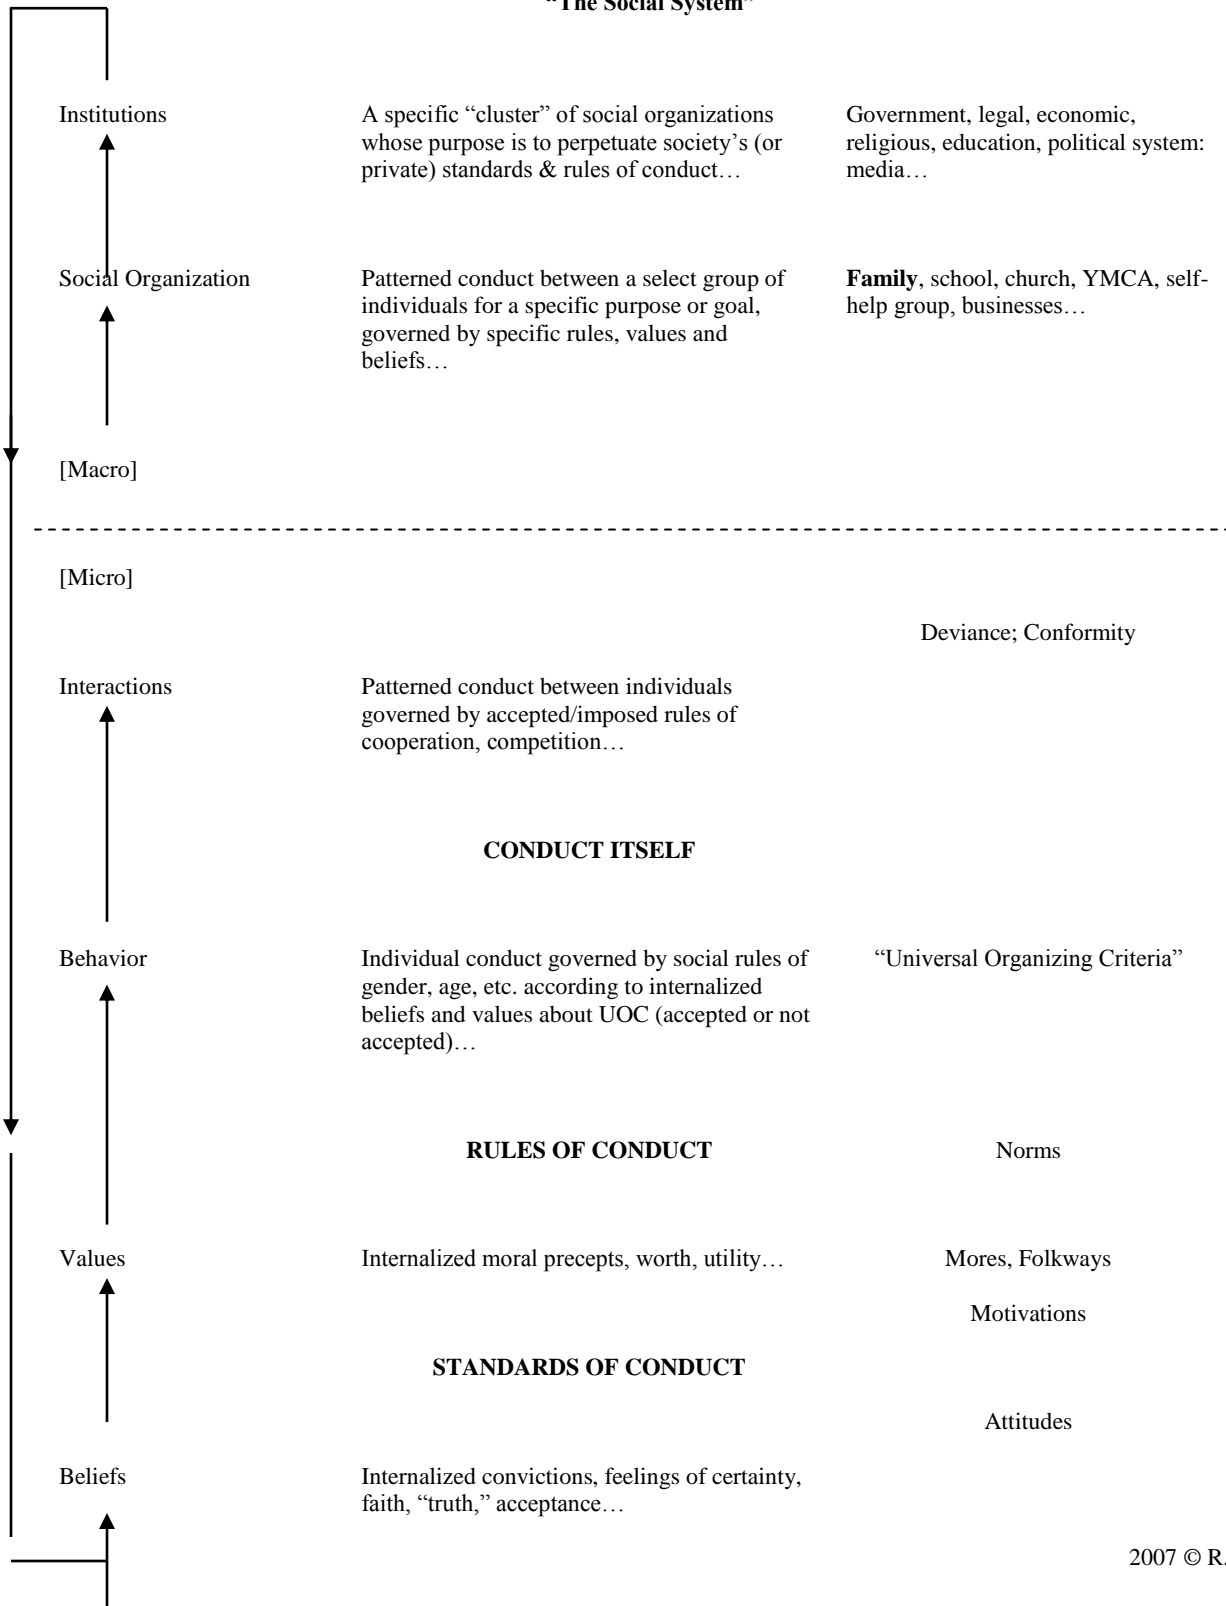 “The Social System”
Institutions
A specific “cluster” of social organizations
whose purpose is to perpetuate society’s (or
private) standards & rules of conduct…
Government, legal, economic,
religious, education, political system:
media…
Social Organization
Patterned conduct between a select group of
individuals for a specific purpose or goal,
governed by specific rules, values and
beliefs…
Family, school, church, YMCA, self-
help group, businesses…
[Macro]
[Micro]
Deviance; Conformity
Interactions
Patterned conduct between individuals
governed by accepted/imposed rules of
cooperation, competition…
CONDUCT ITSELF
Behavior
Individual conduct governed by social rules of
gender, age, etc. according to internalized
beliefs and values about UOC (accepted or not
accepted)…
“Universal Organizing Criteria”
RULES OF CONDUCT
Norms
Values
Internalized moral precepts, worth, utility…
Mores, Folkways
Motivations
STANDARDS OF CONDUCT
Attitudes
Beliefs
Internalized convictions, feelings of certainty,
faith, “truth,” acceptance…
2007 © R.